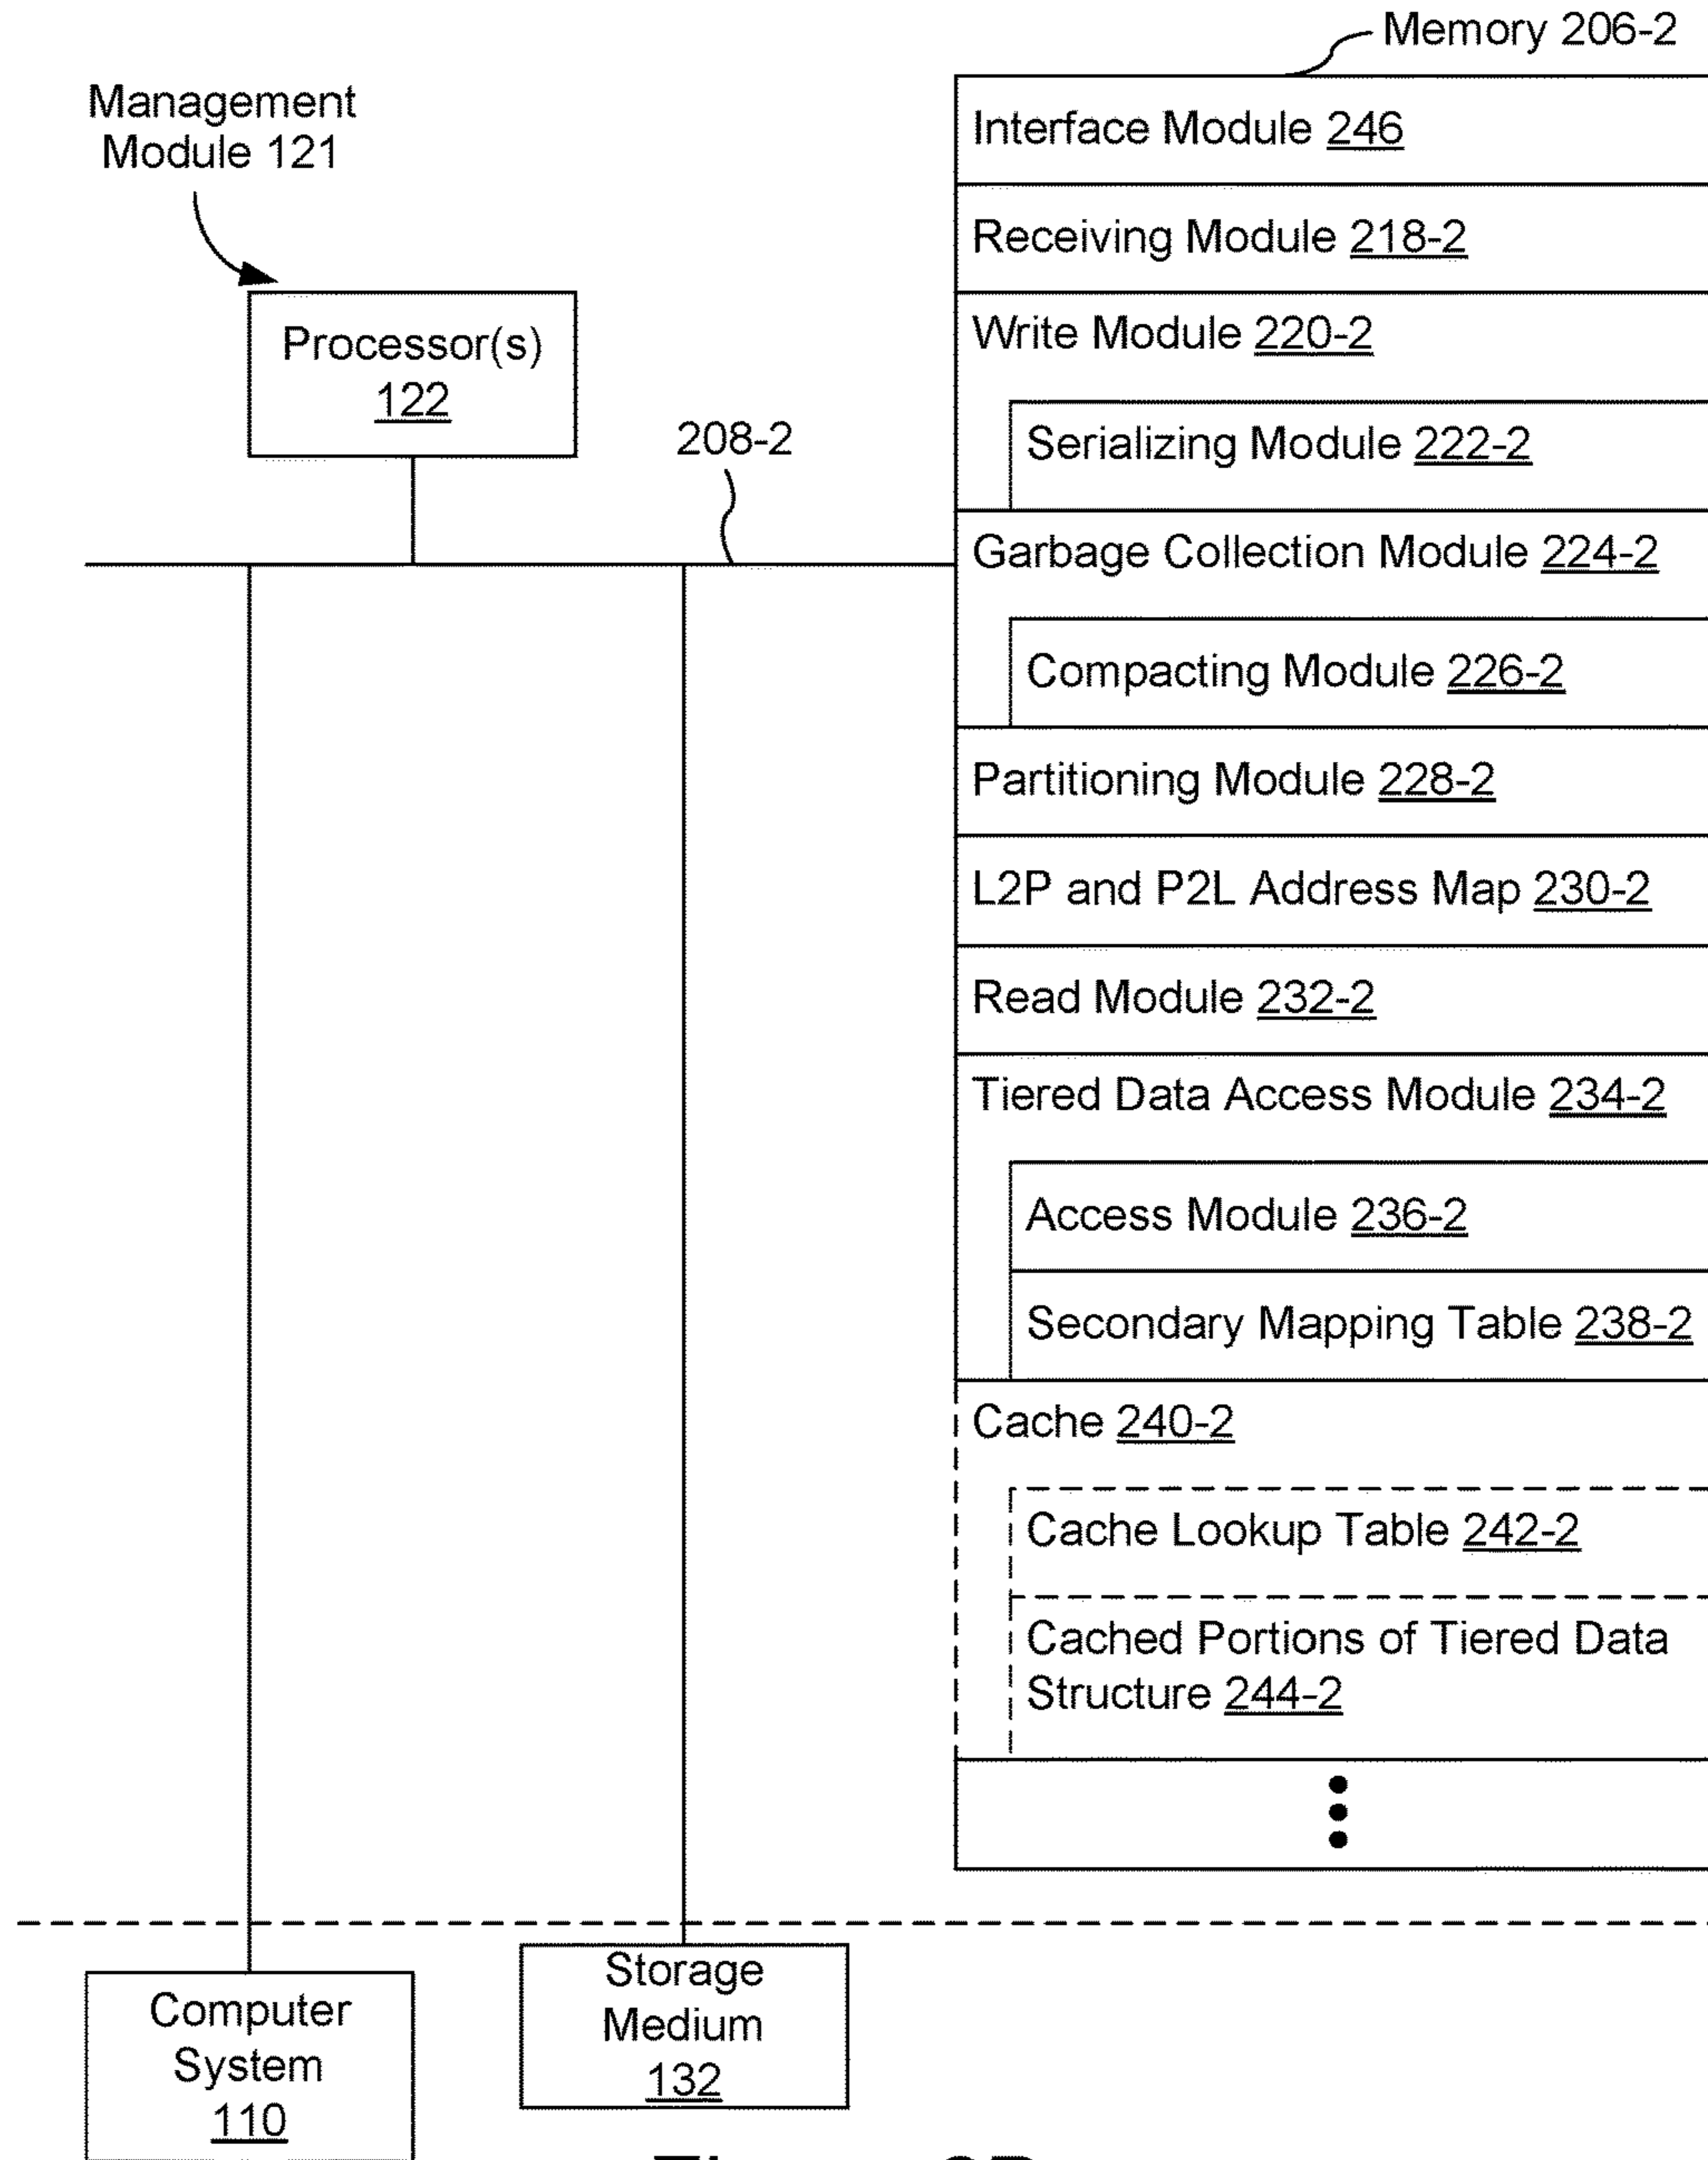 Memory 206-2
Management
Module 121
Processor(s)
122
208-2
Interface Module 246
Receiving Module 218-2
Write Module 220-2
Serializing Module 222-2
Garbage Collection Module 224-2
Compacting Module 226-2
Partitioning Module 228-2
L2P and P2L Address Map 230-2
Read Module 232-2
Tiered Data Access Module 234-2
Access Module 236-2
Secondary Mapping Table 238-2
Cache 240-2
Cache Lookup Table 242-2
Cached Portions of Tiered Data
Structure 244-2
Computer
System
110
Storage
Medium
132